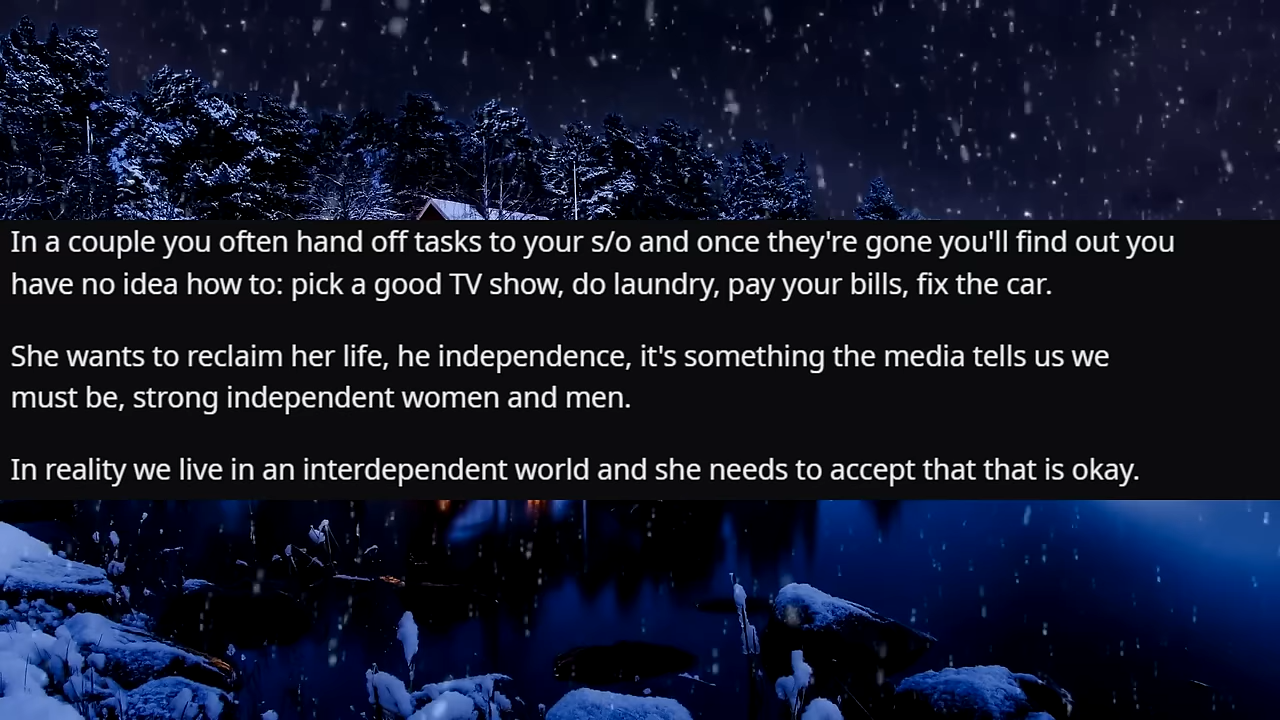 In a couple you often hand off tasks to your s/o and once they're gone you'll find out you
have no idea how to: pick a good TV show, do laundry, pay your bills, fix the car.
She wants to reclaim her life, he independence, it's something the media tells us we
must be, strong independent women and men.
In reality we live in an interdependent world and she needs to accept that that is okay.